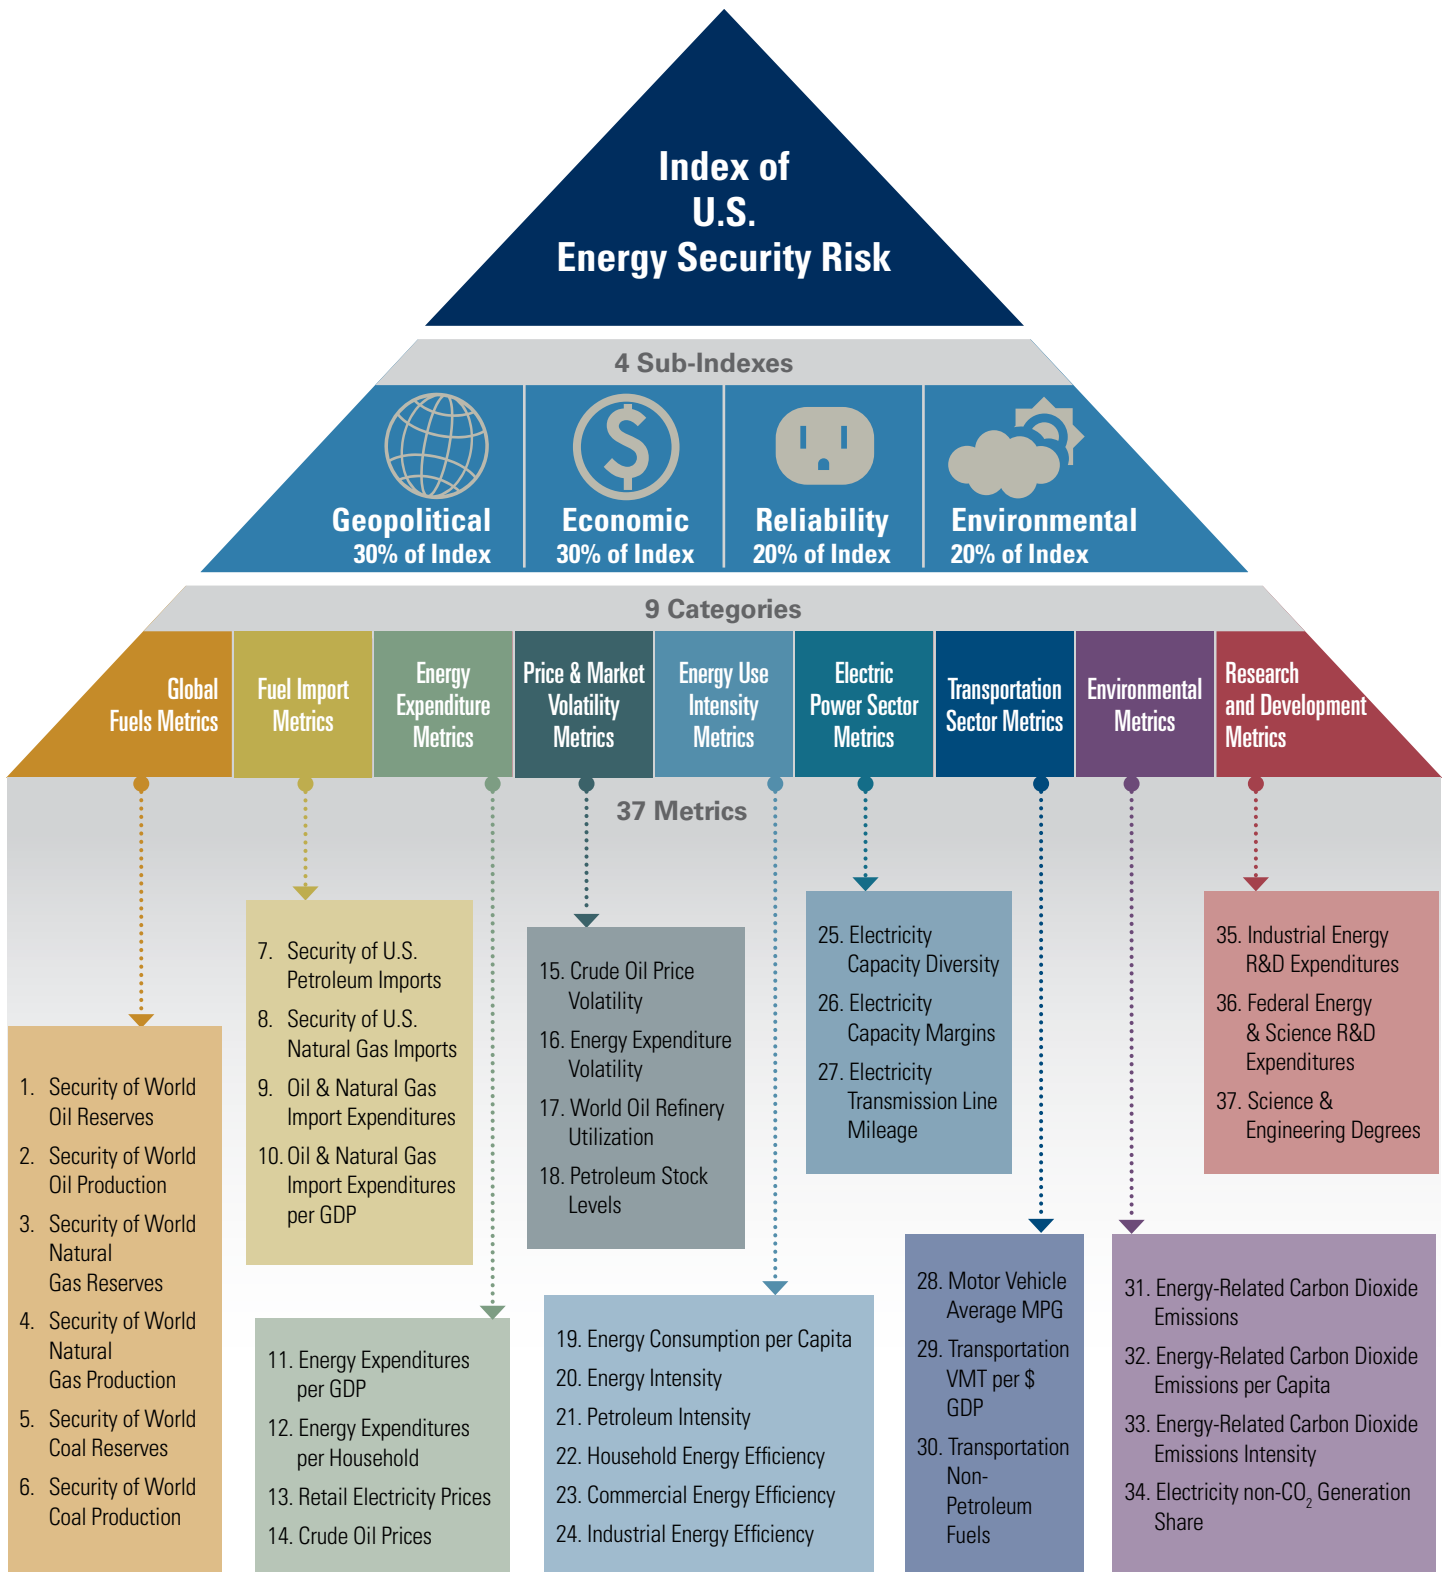 Index of
U.S.
Energy Security Risk
4 Sub-Indexes
Geopolitical
30% of Index
Economic
30% of Index
Reliability
20% of Index
Environmental
20% of Index
9 Categories
Global
Fuels Metrics
Fuel Import
Metrics
Energy
Expenditure
Metrics
Price & Market
Volatility
Metrics
Energy Use
Intensity
Metrics
Electric
Power Sector
Metrics
Transportation
Sector Metrics
Environmental
Metrics
Research
and Development
Metrics
37 Metrics
1. Security of World
Oil Reserves
2. Security of World
Oil Production
3. Security of World
Natural
Gas Reserves
4. Security of World
Natural
Gas Production
5. Security of World
Coal Reserves
6. Security of World
Coal Production
7. Security of U.S.
Petroleum Imports
8. Security of U.S.
Natural Gas Imports
9. Oil & Natural Gas
Import Expenditures
10. Oil & Natural Gas
Import Expenditures
per GDP
11. Energy Expenditures
per GDP
12. Energy Expenditures
per Household
13. Retail Electricity Prices
14. Crude Oil Prices
15. Crude Oil Price
Volatility
16. Energy Expenditure
Volatility
17. World Oil Refinery
Utilization
18. Petroleum Stock
Levels
19. Energy Consumption per Capita
20. Energy Intensity
21. Petroleum Intensity
22. Household Energy Efficiency
23. Commercial Energy Efficiency
24. Industrial Energy Efficiency
25. Electricity
Capacity Diversity
26. Electricity
Capacity Margins
27. Electricity
Transmission Line
Mileage
28. Motor Vehicle
Average MPG
29. Transportation
VMT per $
GDP
30. Transportation
Non-
Petroleum
Fuels
31. Energy-Related Carbon Dioxide
Emissions
32. Energy-Related Carbon Dioxide
Emissions per Capita
33. Energy-Related Carbon Dioxide
Emissions Intensity
34. Electricity non-CO₂ Generation
Share
35. Industrial Energy
R&D Expenditures
36. Federal Energy
& Science R&D
Expenditures
37. Science &
Engineering Degrees